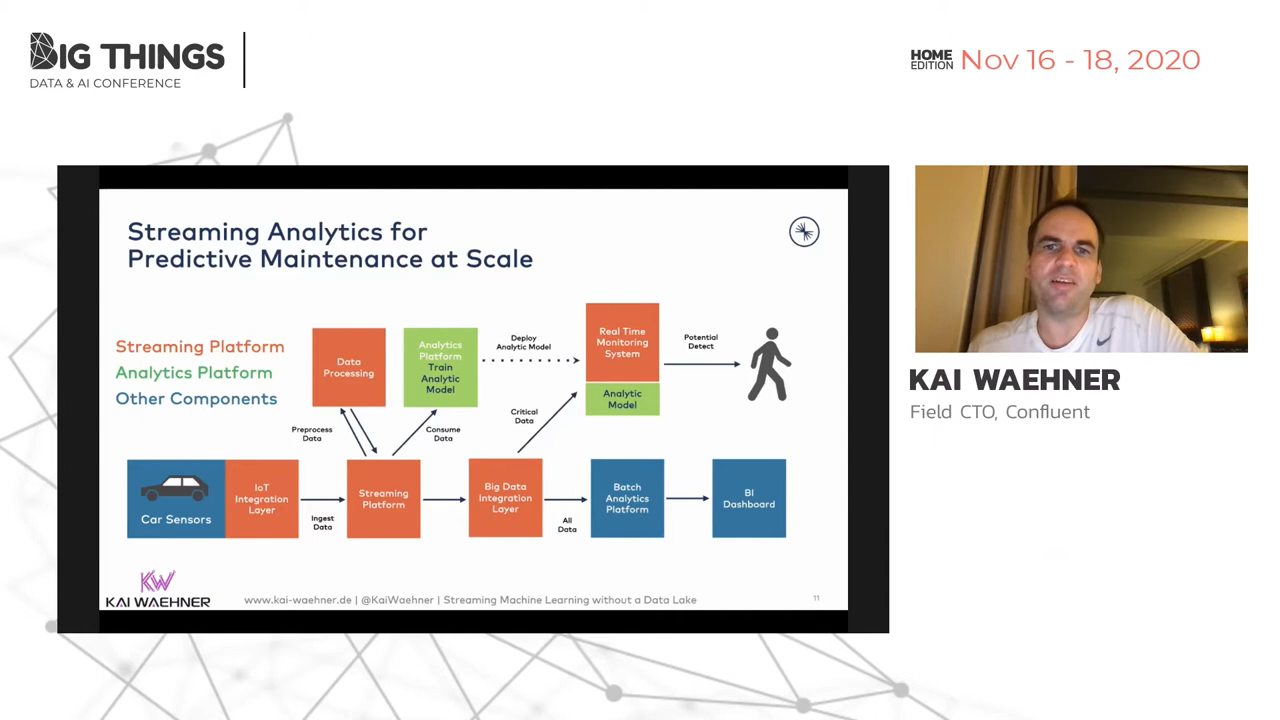 BIG THINGS
DATA & AI CONFERENCE
HOME
EDITION
Nov 16 - 18, 2020
Streaming Analytics for
Predictive Maintenance at Scale
Streaming Platform
Analytics Platform
Other Components
Data
Processing
Analytics
Platform
Train
Analytic
Model
Deploy
Analytic Model
Real Time
Monitoring
System
Analytic
Model
Potential
Detect
Preprocess
Data
Consume
Data
Critical
Data
Car Sensors
IoT
Integration
Layer
Ingest
Data
Streaming
Platform
Big Data
Integration
Layer
All
Data
Batch
Analytics
Platform
BI
Dashboard
KW
KAI WAEHNER
www.kai-waehner.de | @KaiWaehner | Streaming Machine Learning without a Data Lake
11
KAI WAEHNER
Field CTO, Confluent